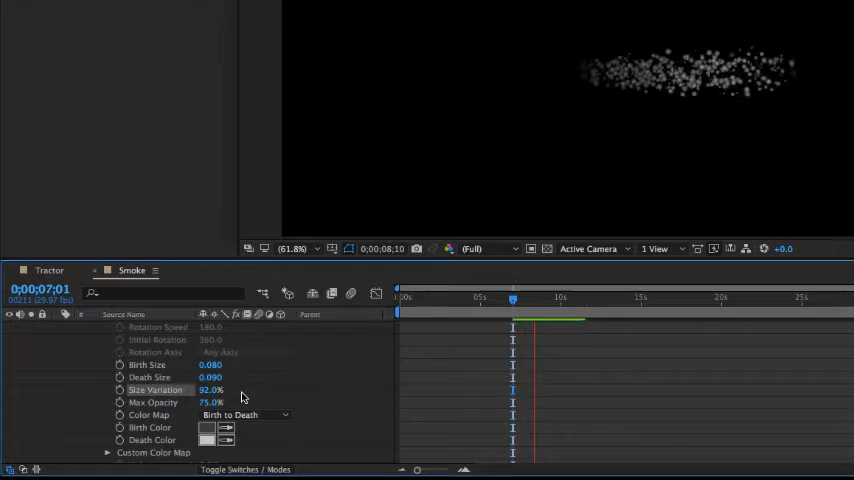 (61.8%) 0;00;08;10 (Full) Active Camera 1 View +0.0
Tractor × Smoke
0;00;07;01
00211 (29.97 fps)
:00s 05s 10s 15s 20s 25s
Source Name fx Parent
Rotation Speed 180.0
Initial Rotation 360.0
Rotation Axis Any Axis
Birth Size 0.080
Death Size 0.090
Size Variation 92.0%
Max Opacity 75.0%
Color Map Birth to Death
Birth Color
Death Color
Custom Color Map
Toggle Switches / Modes